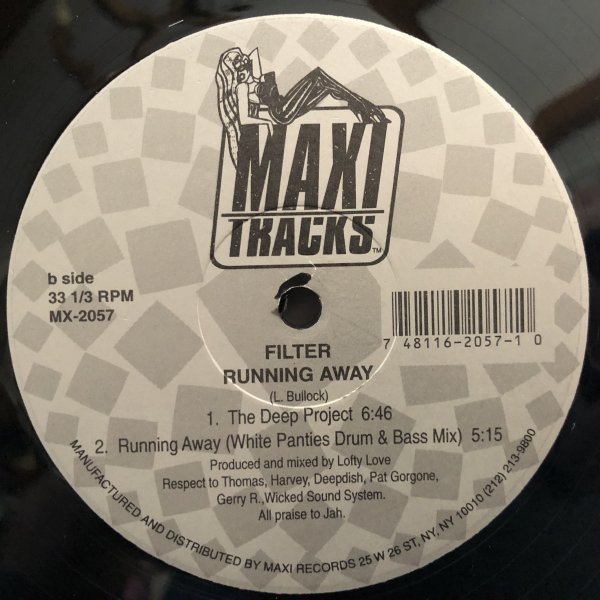 MAXI
TRACKS™
b side
33 1/3 RPM
MX-2057
7 48116-2057-1 0
FILTER
RUNNING AWAY
(L. Bullock)
1. The Deep Project 6:46
2. Running Away (White Panties Drum & Bass Mix) 5:15
Produced and mixed by Lofty Love
Respect to Thomas, Harvey, Deepdish, Pat Gorgone,
Gerry R.,Wicked Sound System.
All praise to Jah.
MANUFACTURED AND DISTRIBUTED BY MAXI RECORDS 25 W 26 ST, NY, NY 10010 (212) 213-9800